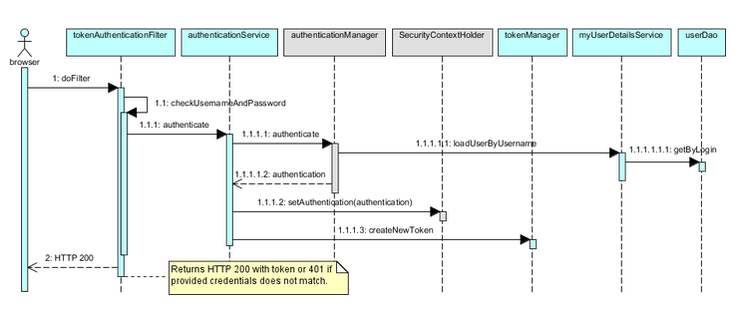 tokenAuthenticationFilter
authenticationService
authenticationManager
SecurityContextHolder
tokenManager
myUserDetailsService
userDao
browser
1: doFilter
1.1: checkUsernameAndPassword
1.1.1: authenticate
1.1.1.1: authenticate
1.1.1.1.1: loadUserByUsername
1.1.1.1.1.1: getByLogin
1.1.1.1.2: authentication
1.1.1.2: setAuthentication(authentication)
1.1.1.3: createNewToken
2: HTTP 200
Returns HTTP 200 with token or 401 if
provided credentials does not match.